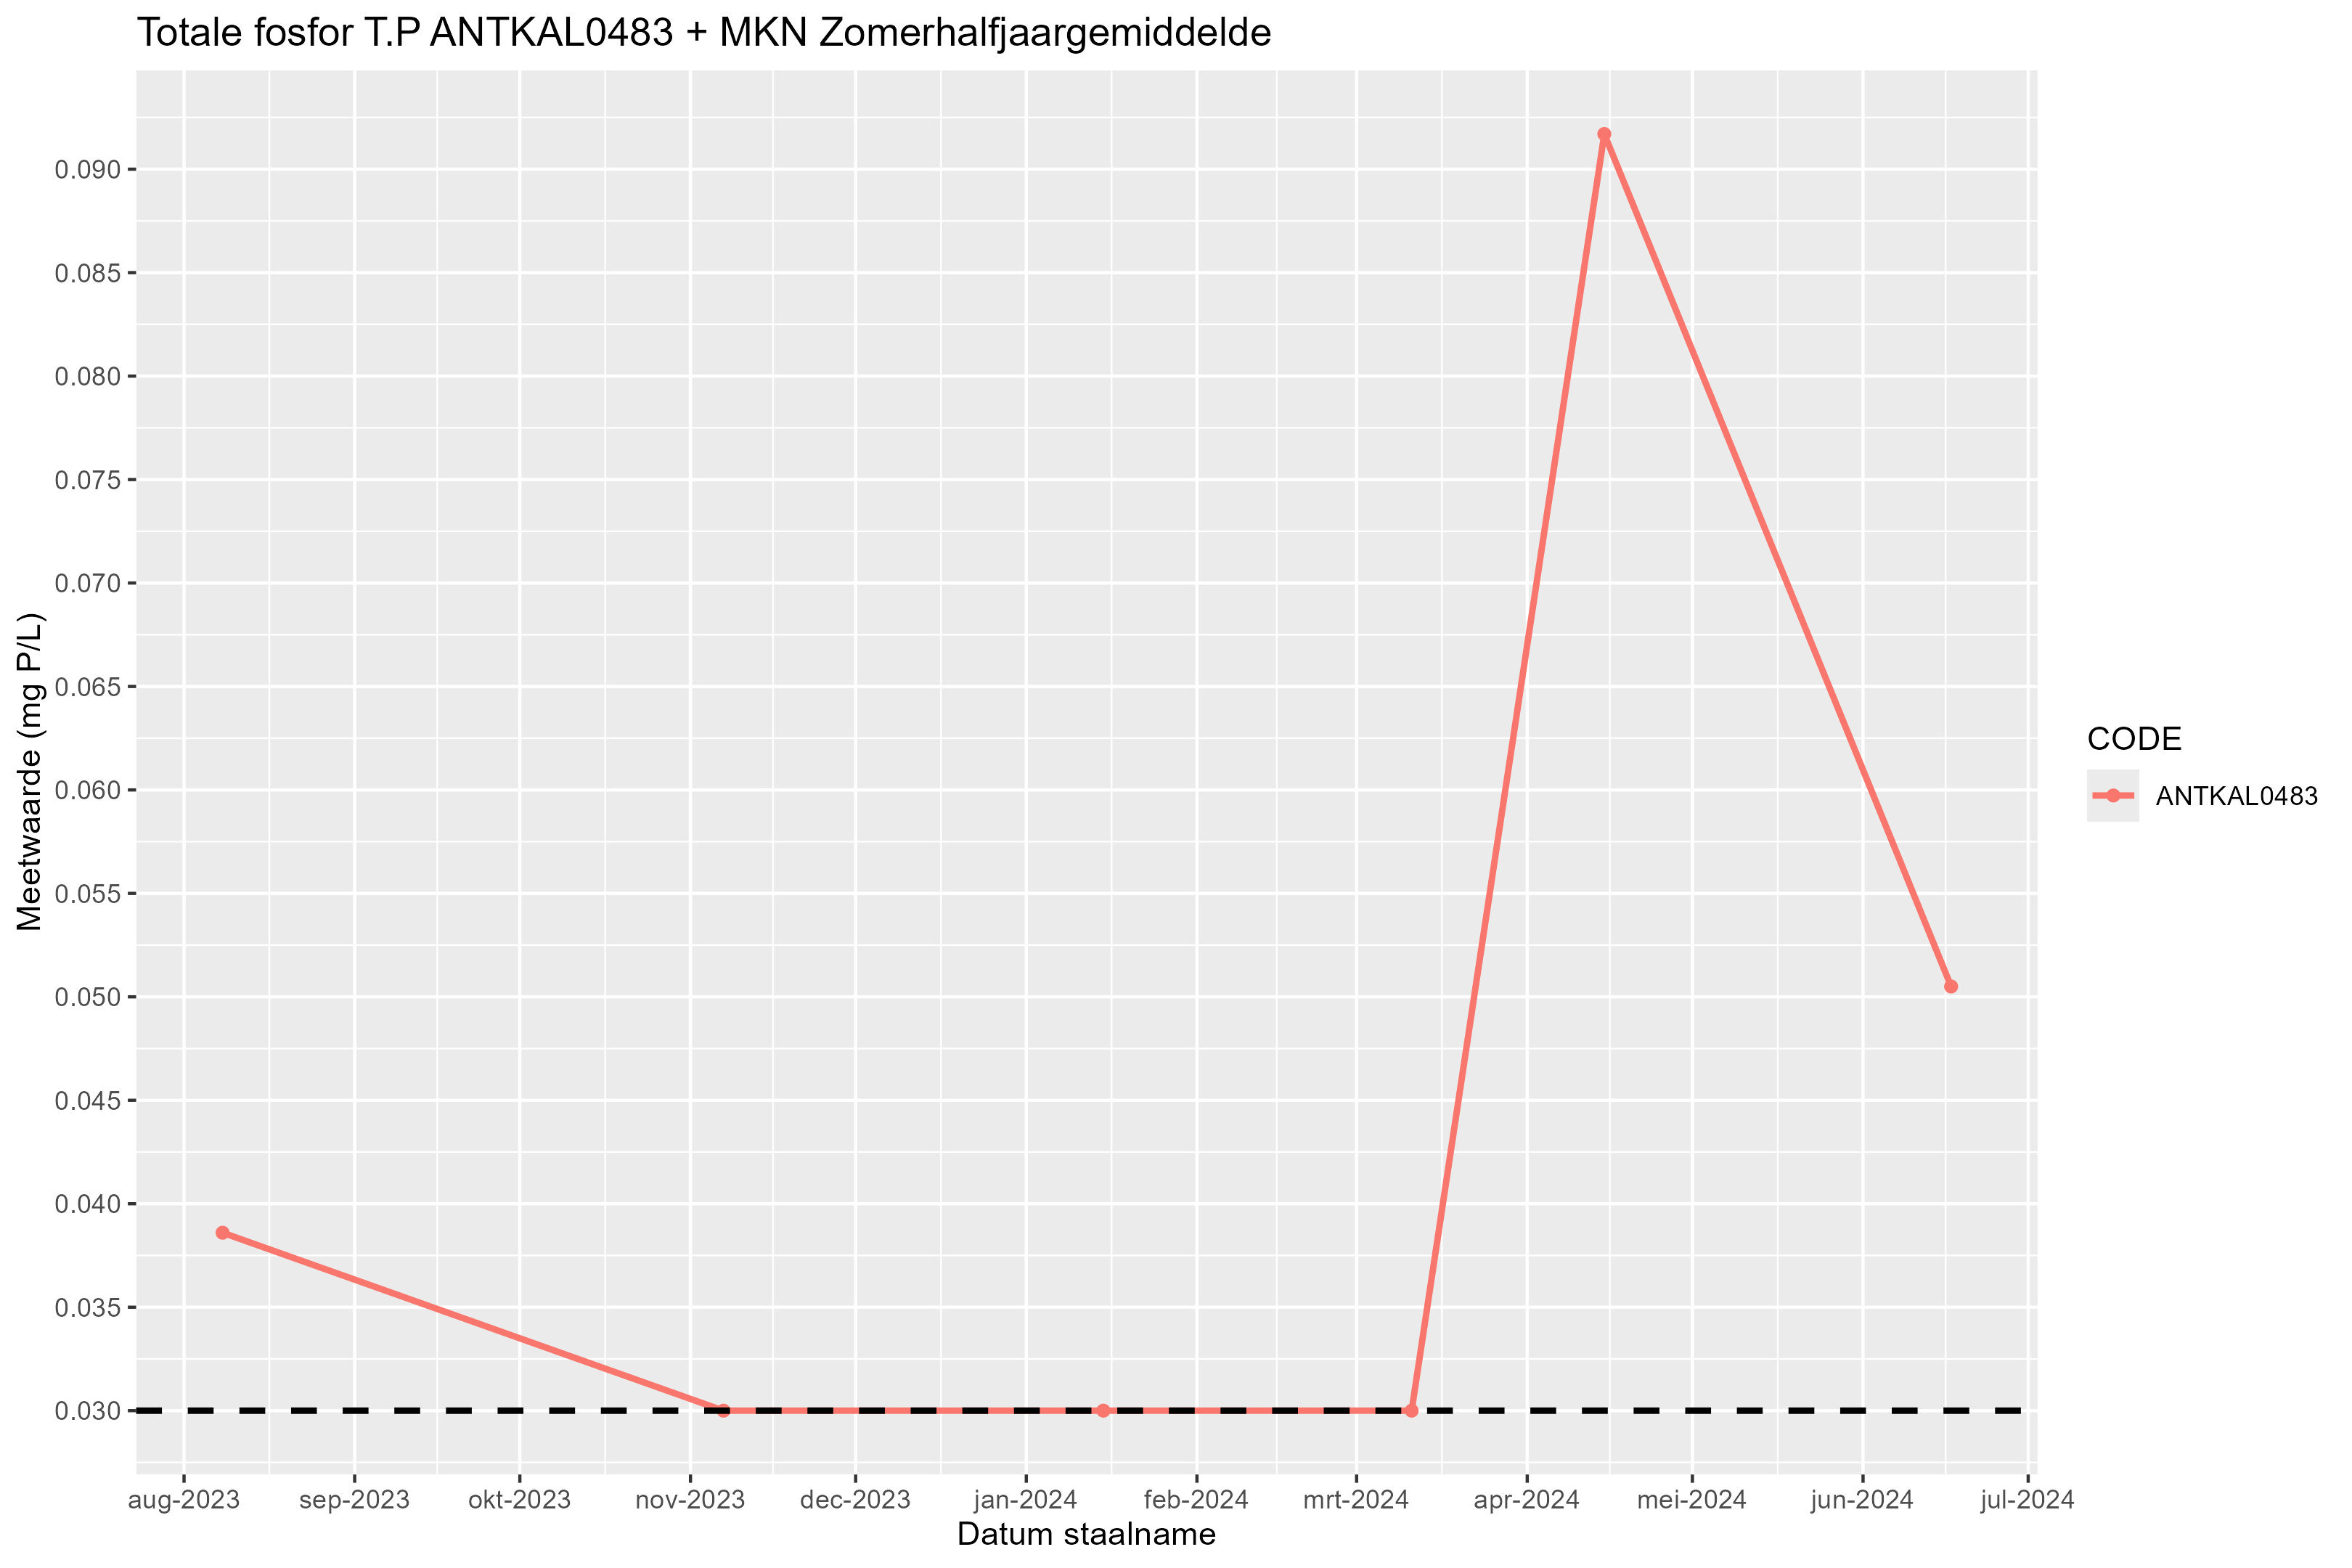 Totale fosfor T.P ANTKAL0483 + MKN Zomerhalfjaargemiddelde
Meetwaarde (mg P/L)
0.090
0.085
0.080
0.075
0.070
0.065
0.060
0.055
0.050
0.045
0.040
0.035
0.030
aug-2023 sep-2023 okt-2023 nov-2023 dec-2023 jan-2024 feb-2024 mrt-2024 apr-2024 mei-2024 jun-2024 jul-2024
Datum staalname
CODE
ANTKAL0483